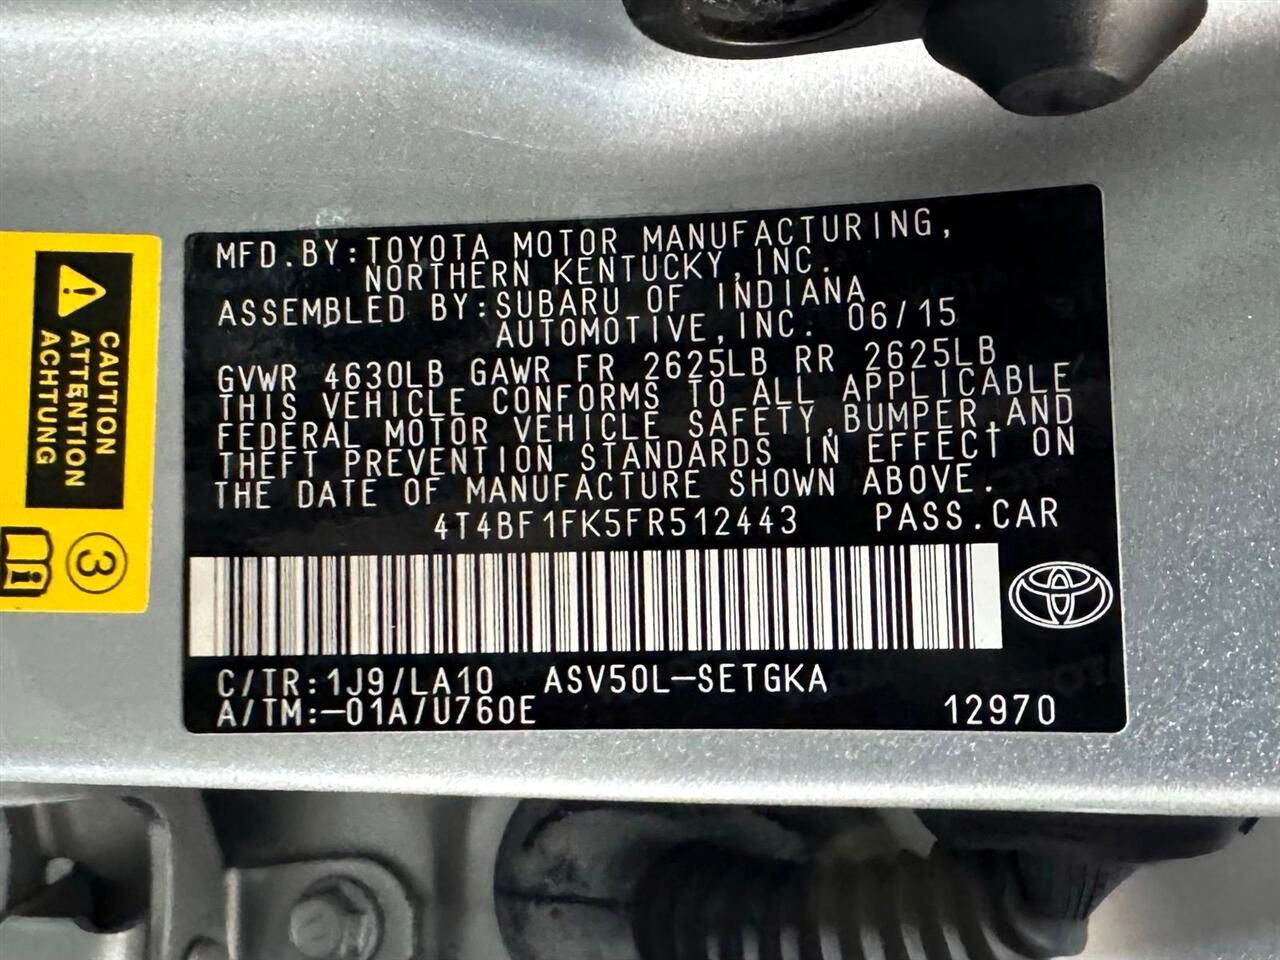 CAUTION
ATTENTION
ACHTUNG
3
i
MFD. BY: TOYOTA MOTOR MANUFACTURING,
NORTHERN KENTUCKY, INC.
ASSEMBLED BY: SUBARU OF INDIANA
AUTOMOTIVE, INC. 06/15
GVWR 4630LB GAWR FR 2625LB RR 2625LB
THIS VEHICLE CONFORMS TO ALL APPLICABLE
FEDERAL MOTOR VEHICLE SAFETY, BUMPER, AND
THEFT PREVENTION STANDARDS IN EFFECT ON
THE DATE OF MANUFACTURE SHOWN ABOVE.
4T4BF1FK5FR512443 PASS.CAR
C/TR:1J9/LA10 ASV50L-SETGKA
A/TM:-01A/U760E 12970